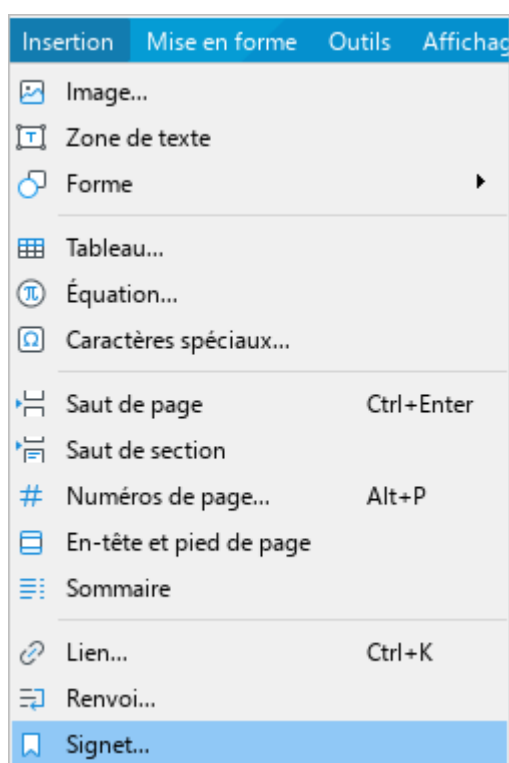 Insertion Mise en forme Outils Affichag
Image...
Zone de texte
Forme
Tableau...
Équation...
Caractères spéciaux...
Saut de page Ctrl+Enter
Saut de section
Numéros de page... Alt+P
En-tête et pied de page
Sommaire
Lien... Ctrl+K
Renvoi...
Signet...